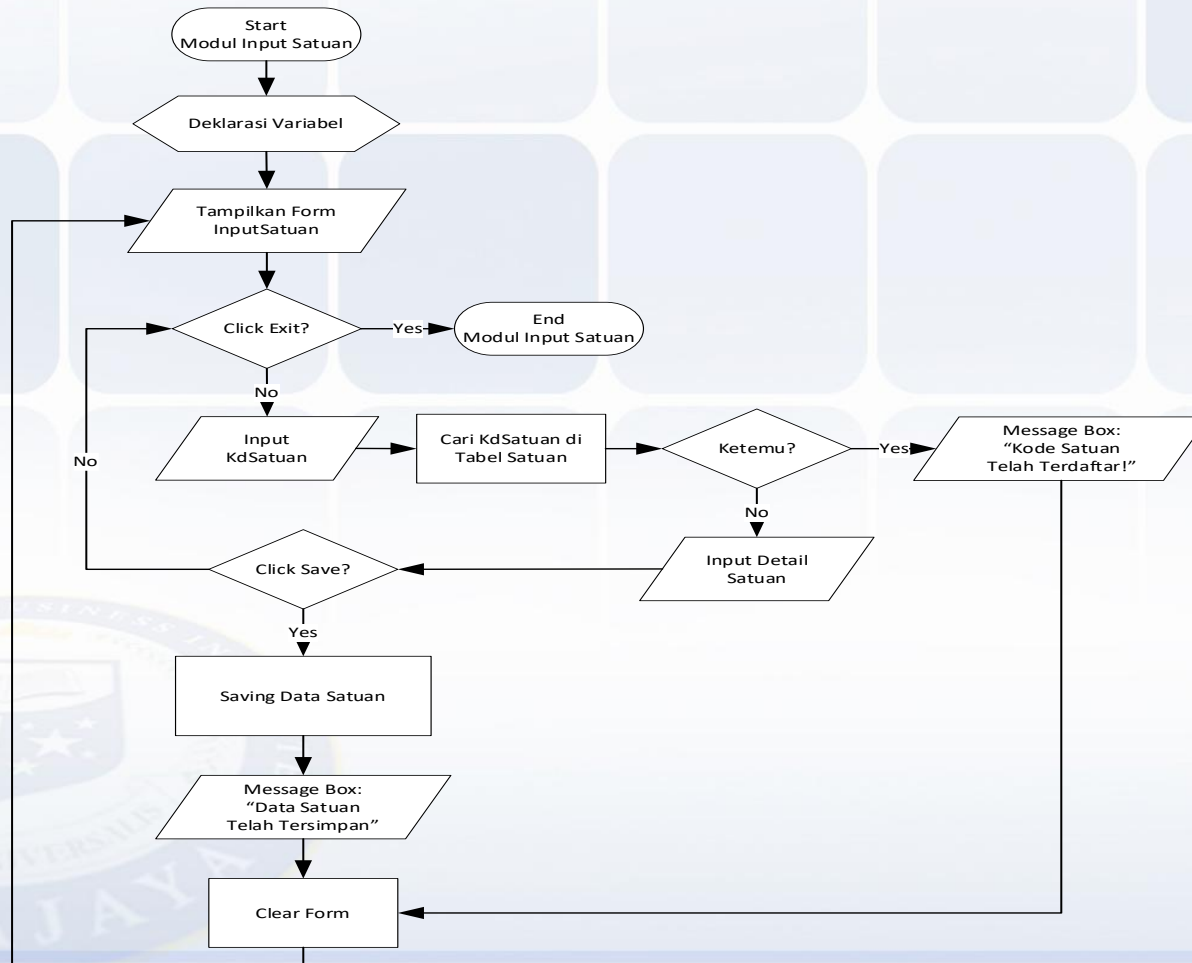 Start
Modul Input Satuan
Deklarasi Variabel
Tampilkan Form
InputSatuan
Click Exit?
Yes
End
Modul Input Satuan
No
Input
KdSatuan
Cari KdSatuan di
Tabel Satuan
Ketemu?
Yes
Message Box:
“Kode Satuan
Telah Terdaftar!”
No
No
Input Detail
Satuan
Click Save?
Yes
Saving Data Satuan
Message Box:
“Data Satuan
Telah Tersimpan”
Clear Form
JAYA